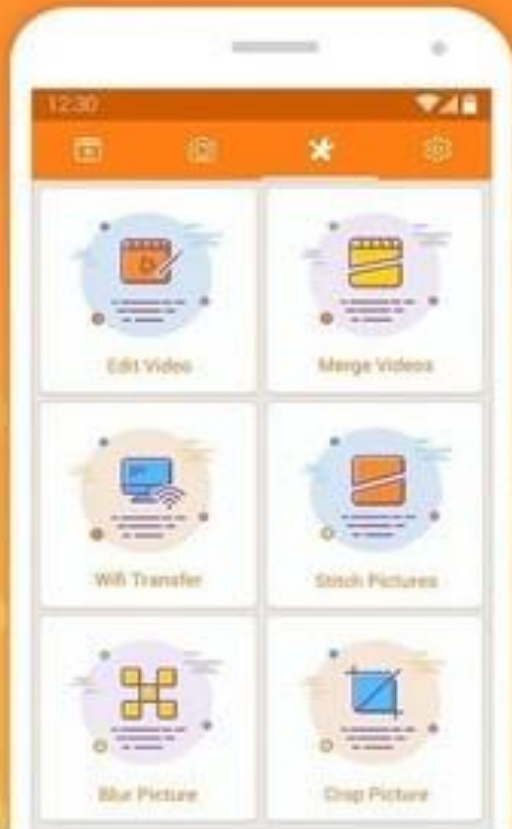 12:30
Edit Video
Merge Videos
Wifi Transfer
Stitch Pictures
Blur Picture
Crop Picture